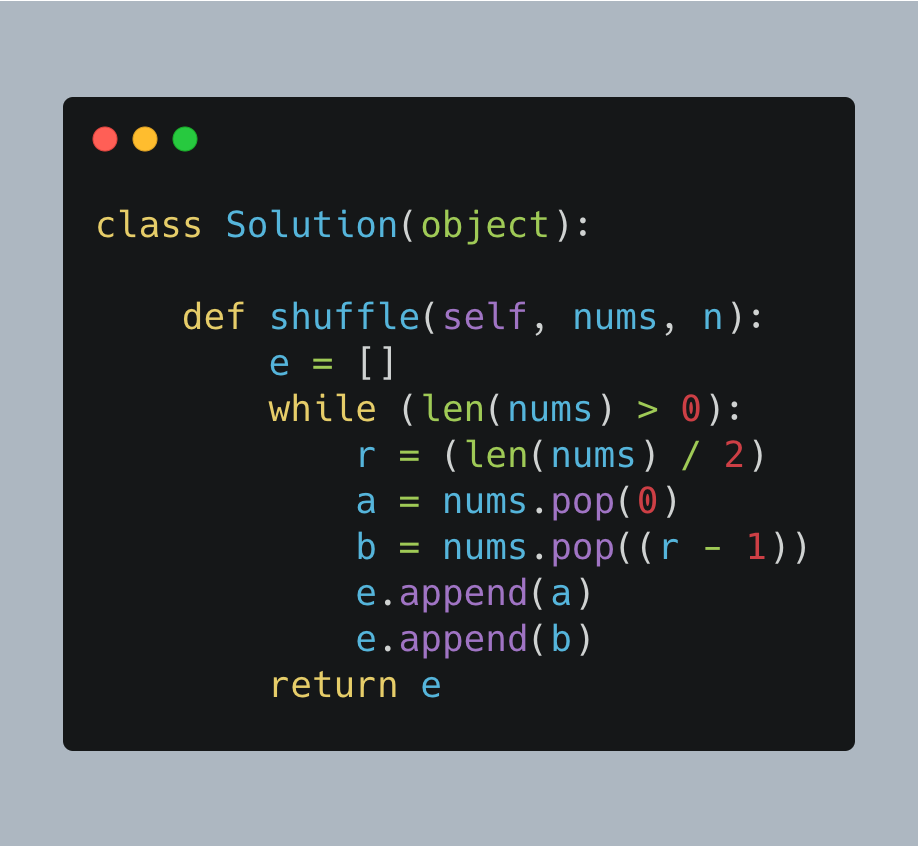 class Solution(object):

    def shuffle(self, nums, n):
        e = []
        while (len(nums) > 0):
            r = (len(nums) / 2)
            a = nums.pop(0)
            b = nums.pop((r - 1))
            e.append(a)
            e.append(b)
        return e